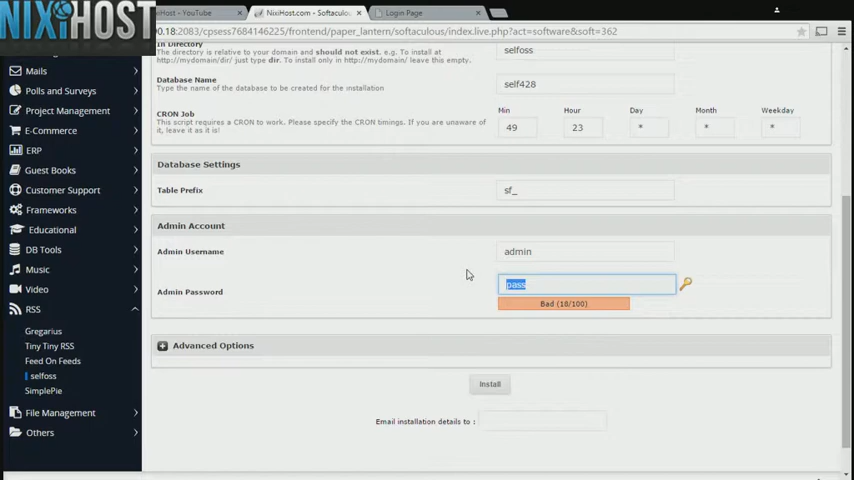 NIXIHOST
iHost - YouTube
NixiHost.com - Softaculous
Login Page
00.18:2083/cpsess7684146225/frontend/paper_lantern/softaculous/index.live.php?act=software&soft=362
Mails
Polls and Surveys
Project Management
E-Commerce
ERP
Guest Books
Customer Support
Frameworks
Educational
DB Tools
Music
Video
RSS
Gregarius
Tiny Tiny RSS
Feed On Feeds
selfoss
SimplePie
File Management
Others
In Directory
The directory is relative to your domain and should not exist. e.g. To install at
http://mydomain/dir/ just type dir. To install only in http://mydomain/ leave this empty.
selfoss
Database Name
Type the name of the database to be created for the installation
self428
CRON Job
This script requires a CRON to work. Please specify the CRON timings. If you are unaware of
it, leave it as it is!
Min Hour Day Month Weekday
49 23 * * *
Database Settings
Table Prefix
sf_
Admin Account
Admin Username
admin
Admin Password
pass
Bad (18/100)
Advanced Options
Install
Email installation details to :